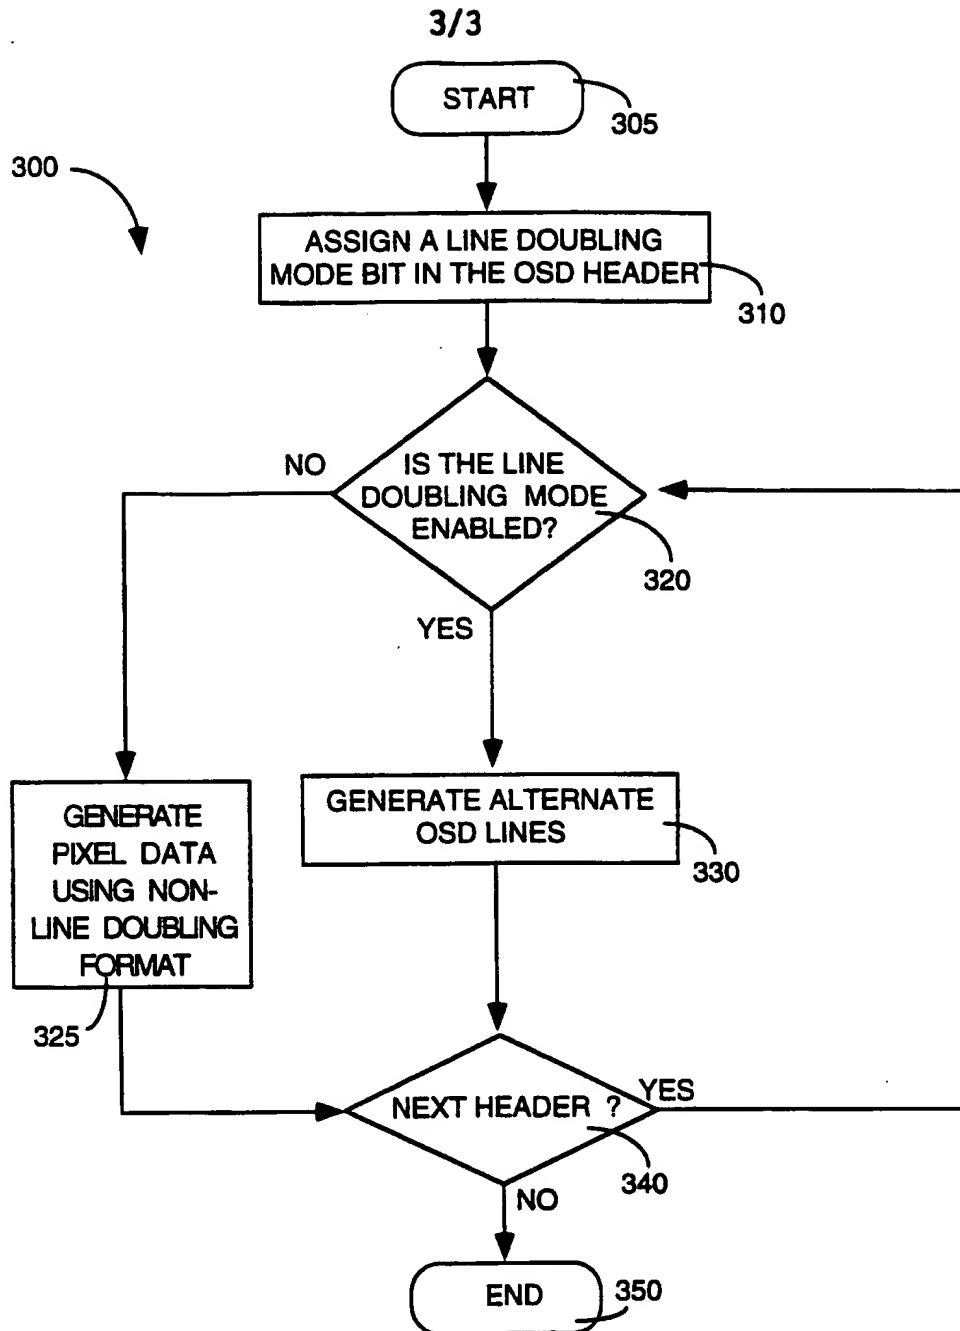 3/3
START
305
300
ASSIGN A LINE DOUBLING
MODE BIT IN THE OSD HEADER
310
NO
IS THE LINE
DOUBLING MODE
ENABLED?
320
YES
GENERATE
PIXEL DATA
USING NON-
LINE DOUBLING
FORMAT
325
GENERATE ALTERNATE
OSD LINES
330
NEXT HEADER ?
YES
340
NO
END
350